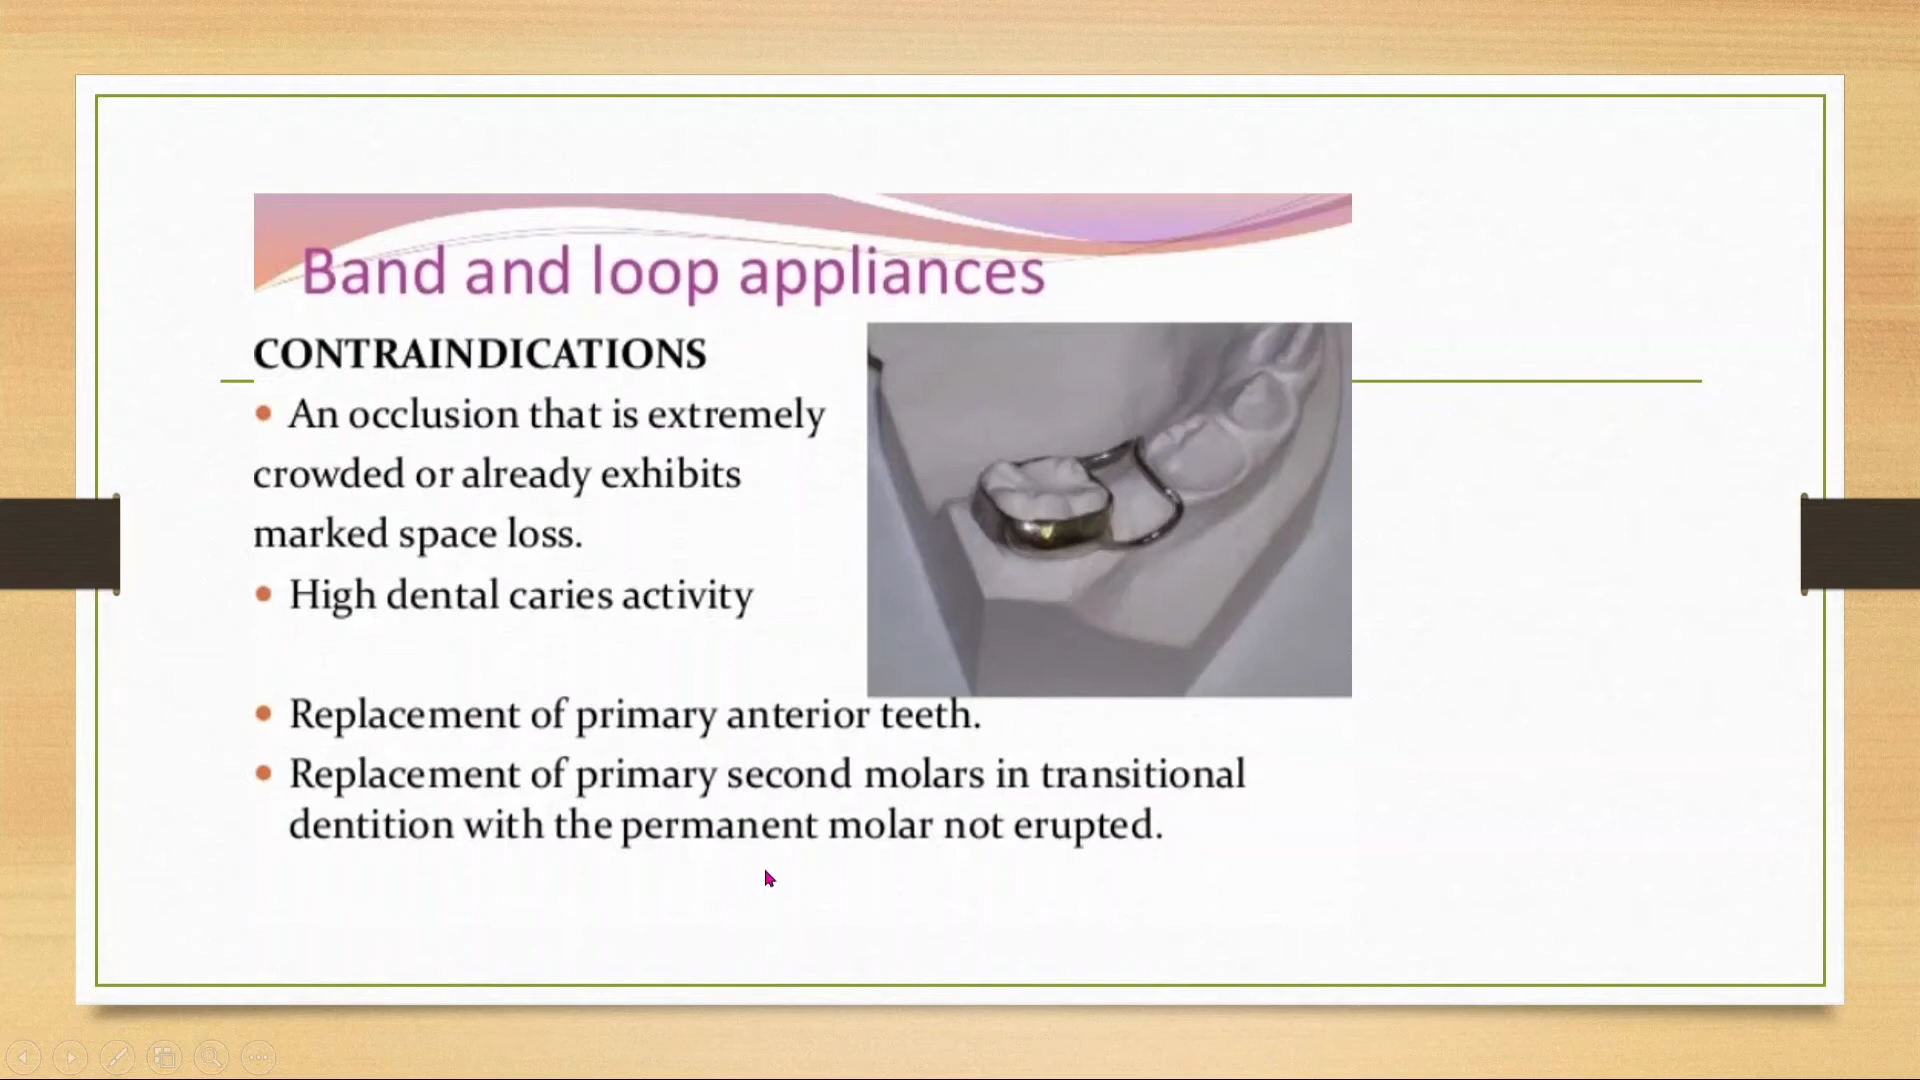 Band and loop appliances
CONTRAINDICATIONS
• An occlusion that is extremely
crowded or already exhibits
marked space loss.
• High dental caries activity
• Replacement of primary anterior teeth.
• Replacement of primary second molars in transitional
dentition with the permanent molar not erupted.